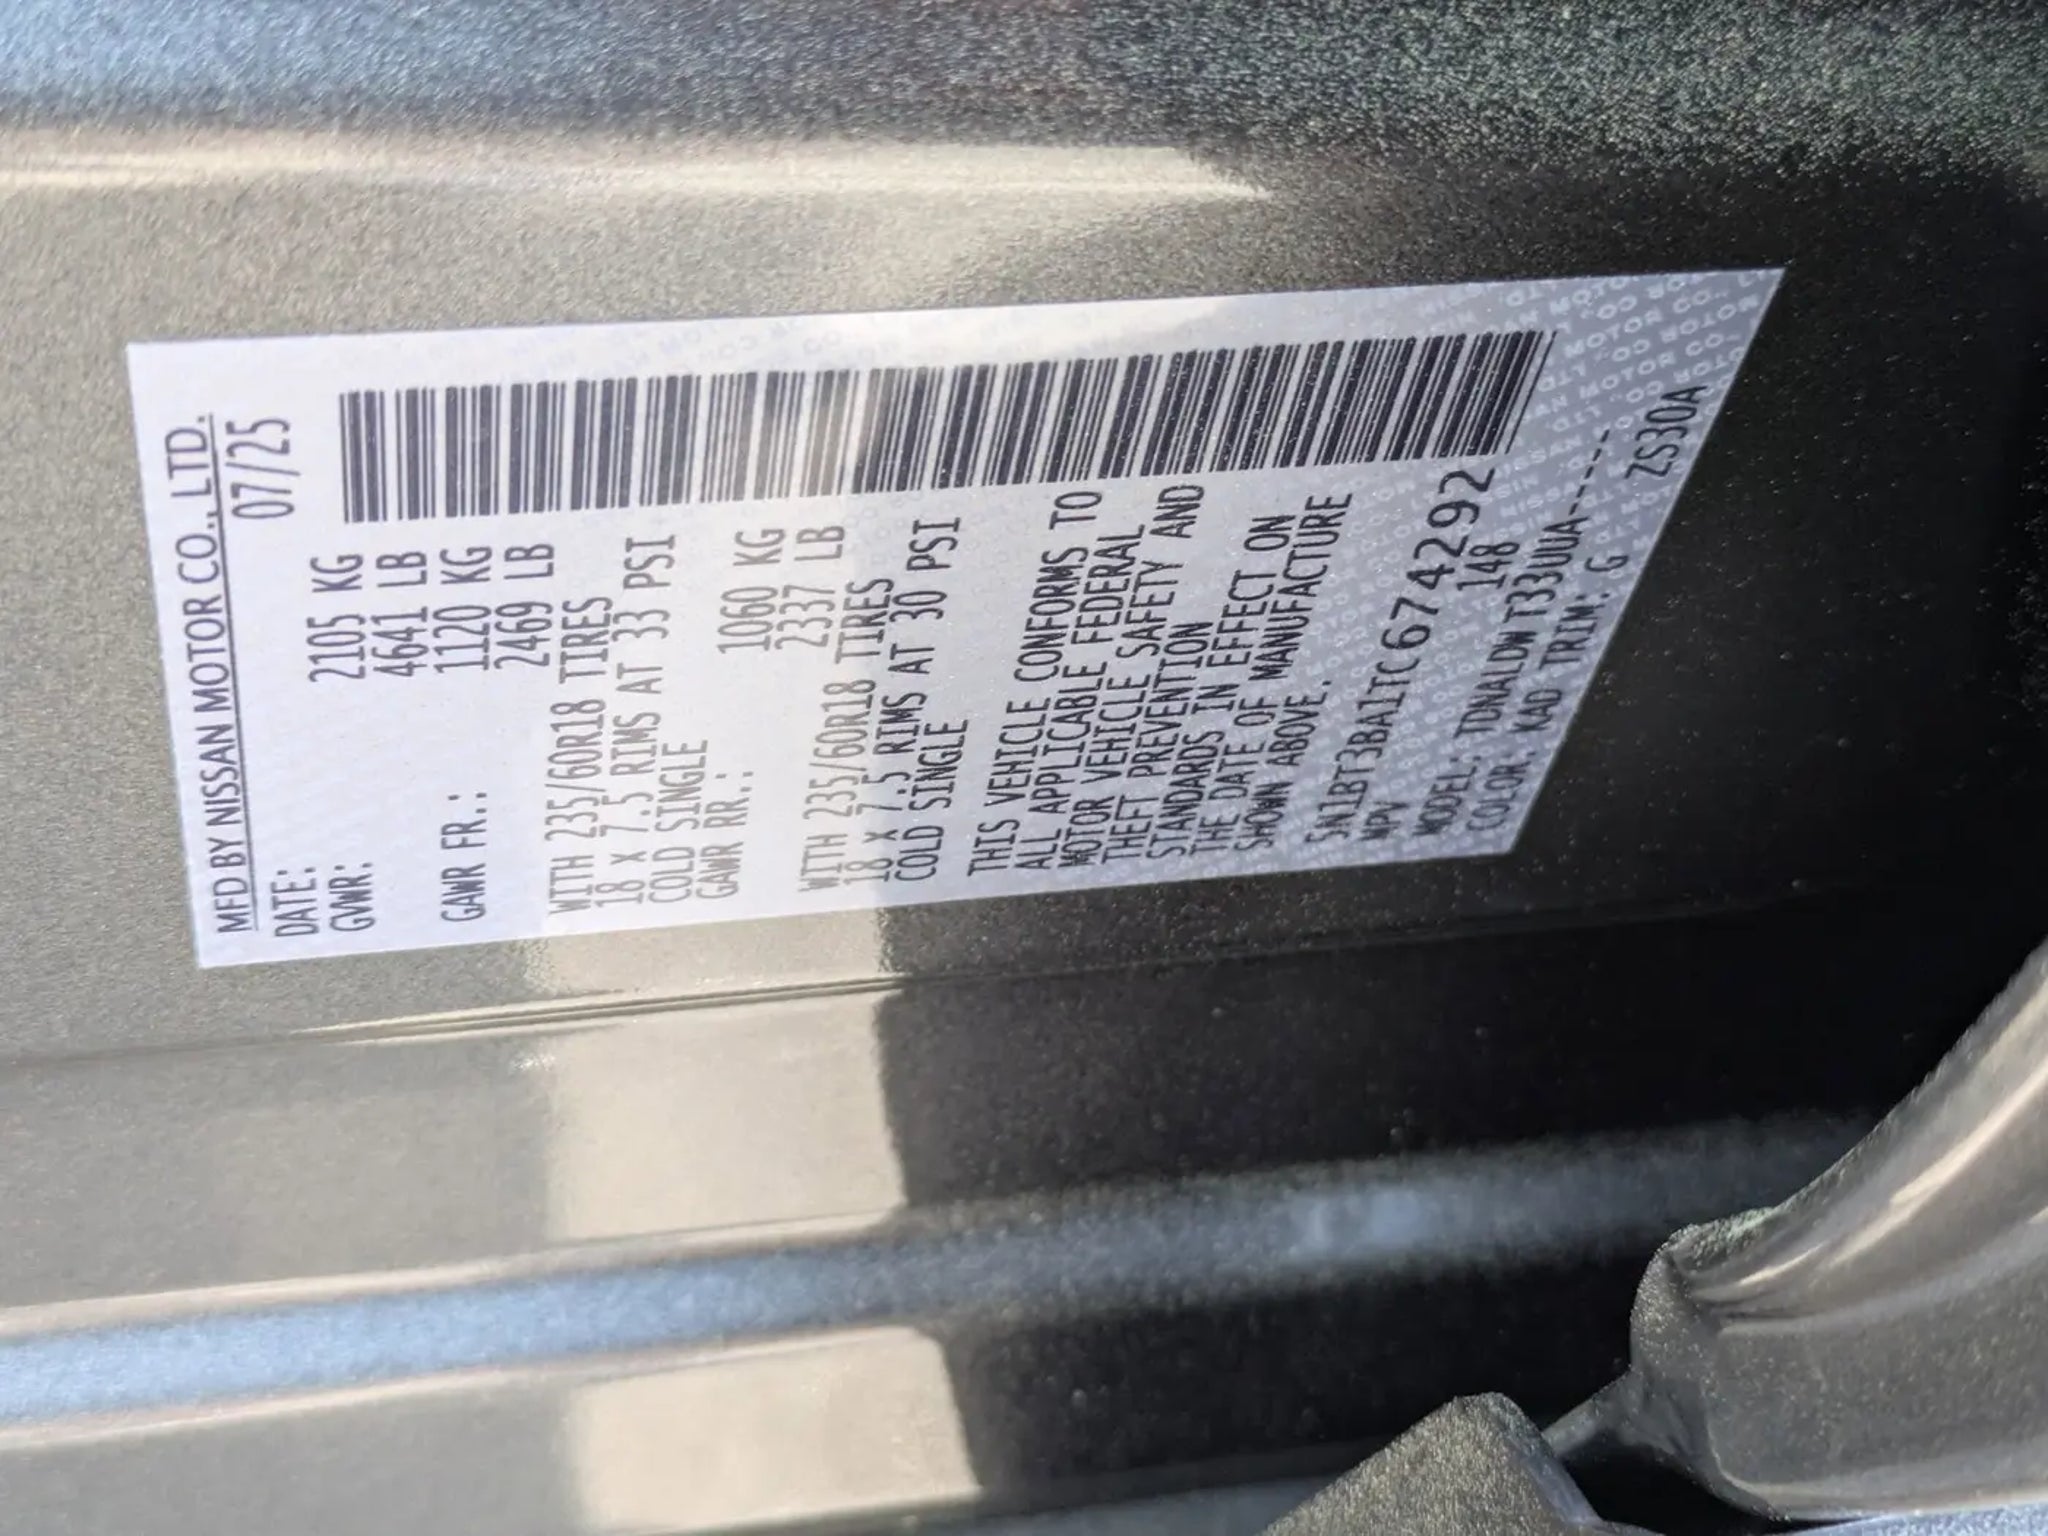 MFD BY NISSAN MOTOR CO., LTD.
DATE: 07/25
GVWR: 2105 KG
4641 LB
GAWR FR.: 1120 KG
2469 LB
WITH 235/60R18 TIRES
18 X 7.5 RIMS AT 33 PSI
COLD SINGLE
GAWR RR.: 1060 KG
2337 LB
WITH 235/60R18 TIRES
18 X 7.5 RIMS AT 30 PSI
COLD SINGLE
THIS VEHICLE CONFORMS TO
ALL APPLICABLE FEDERAL
MOTOR VEHICLE SAFETY AND
THEFT PREVENTION
STANDARDS IN EFFECT ON
THE DATE OF MANUFACTURE
SHOWN ABOVE.
5N1BT3BA1TC674292
MPV 148
MODEL: TDNALDW T33UUA-----
COLOR: KAD TRIM: G ZS30A